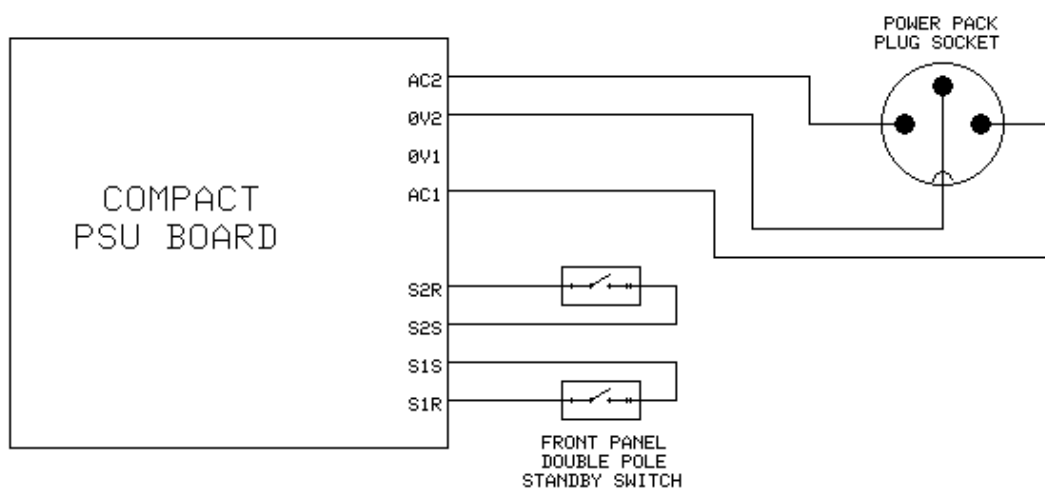 POWER PACK
PLUG SOCKET
AC2
0V2
0V1
AC1
COMPACT
PSU BOARD
S2R
S2S
S1S
S1R
FRONT PANEL
DOUBLE POLE
STANDBY SWITCH